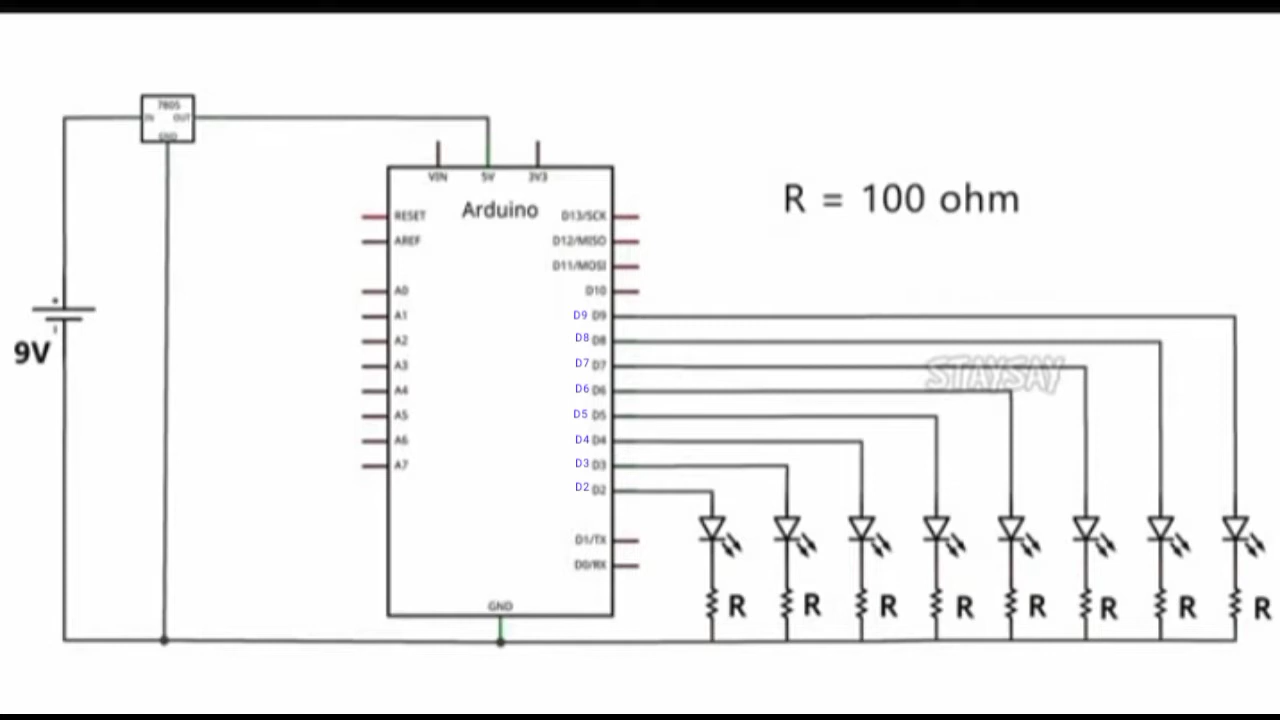 7805
IN OUT
GND
VIN 5V 3V3
Arduino
R = 100 ohm
RESET D13/SCK
AREF D12/MISO
D11/MOSI
A0 D10
A1 D9 D9
A2 D8 D8
A3 D7 D7
A4 D6 D6
A5 D5 D5
A6 D4 D4
A7 D3 D3
D2 D2
D1/TX
D0/RX
GND
+
9V
STAYSAY
R R R R R R R R